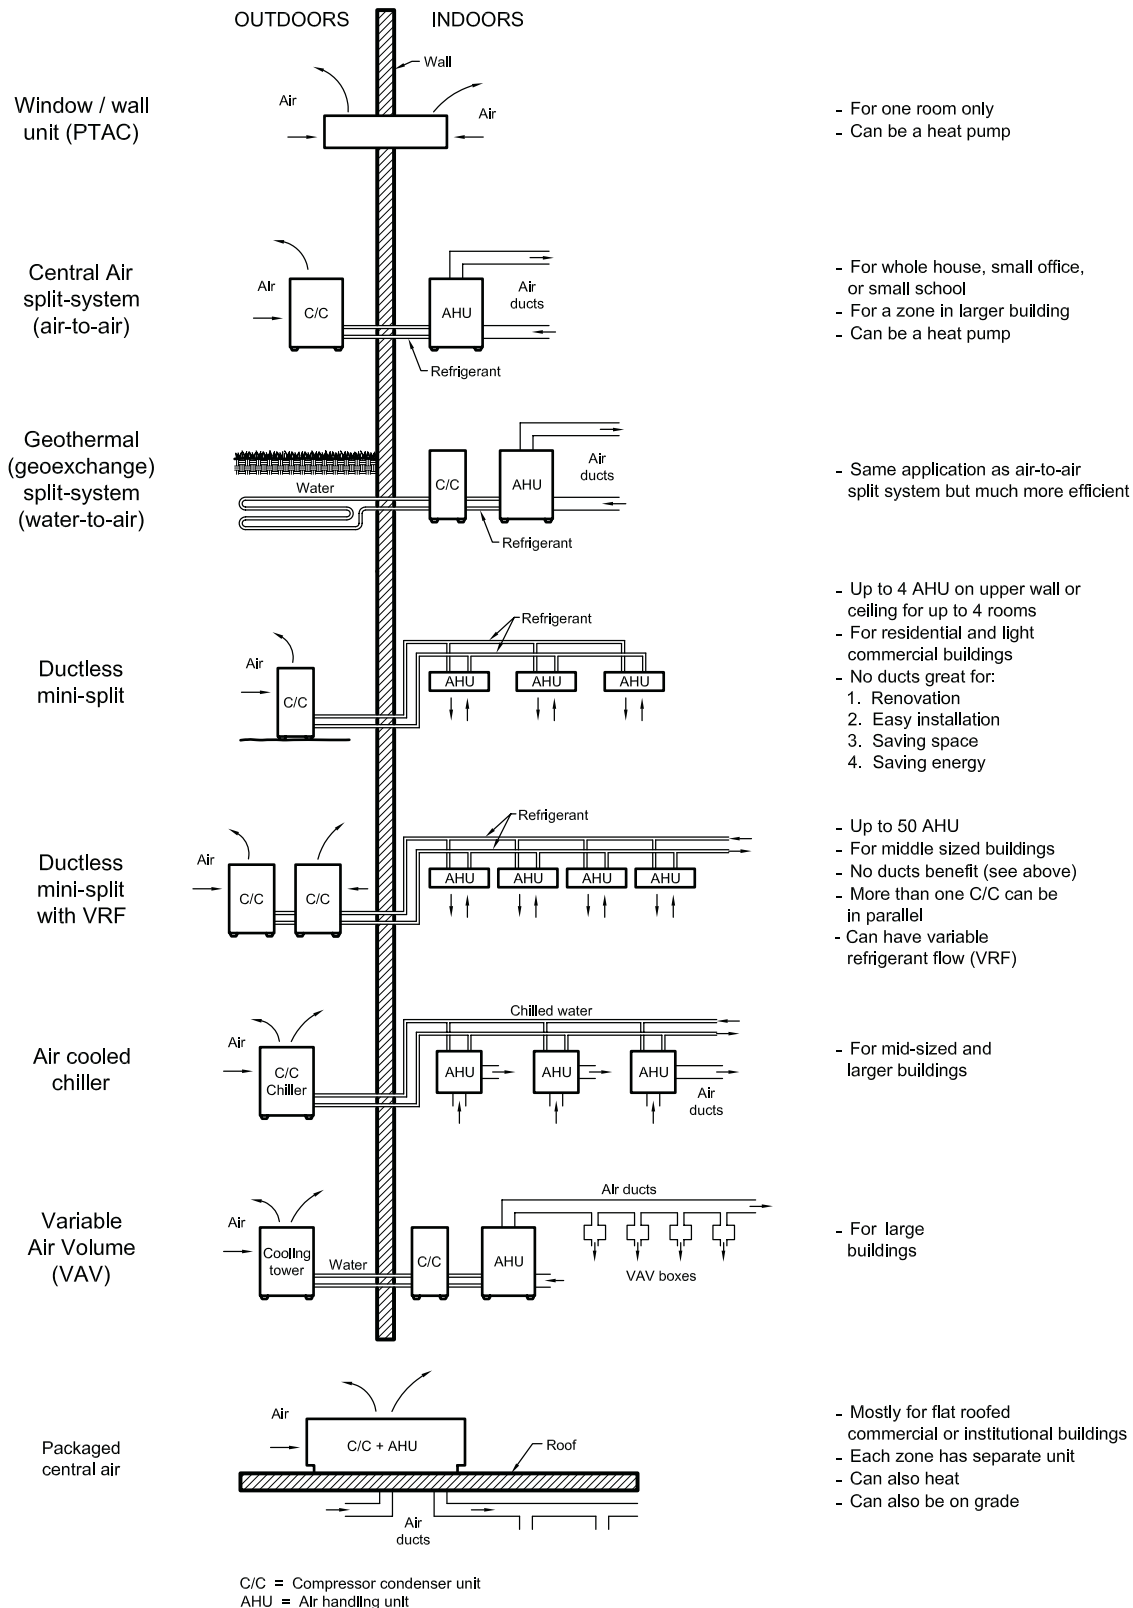 OUTDOORS
INDOORS
Wall
Window / wall
unit (PTAC)
Air
Air
- For one room only
- Can be a heat pump
Central Air
split-system
(air-to-air)
Air
C/C
AHU
Air
ducts
Refrigerant
- For whole house, small office,
or small school
- For a zone in larger building
- Can be a heat pump
Geothermal
(geoexchange)
split-system
(water-to-air)
Water
C/C
AHU
Air
ducts
Refrigerant
- Same application as air-to-air
split system but much more efficient
Ductless
mini-split
Air
C/C
Refrigerant
AHU
AHU
AHU
- Up to 4 AHU on upper wall or
ceiling for up to 4 rooms
- For residential and light
commercial buildings
- No ducts great for:
1. Renovation
2. Easy installation
3. Saving space
4. Saving energy
Ductless
mini-split
with VRF
Air
C/C
C/C
Refrigerant
AHU
AHU
AHU
AHU
- Up to 50 AHU
- For middle sized buildings
- No ducts benefit (see above)
- More than one C/C can be
in parallel
- Can have variable
refrigerant flow (VRF)
Air cooled
chiller
Air
C/C
Chiller
Chilled water
AHU
AHU
AHU
Air
ducts
- For mid-sized and
larger buildings
Variable
Air Volume
(VAV)
Air
Cooling
tower
Water
C/C
AHU
Air ducts
VAV boxes
- For large
buildings
Packaged
central air
Air
C/C + AHU
Roof
Air
ducts
- Mostly for flat roofed
commercial or institutional buildings
- Each zone has separate unit
- Can also heat
- Can also be on grade
C/C = Compressor condenser unit
AHU = Air handling unit